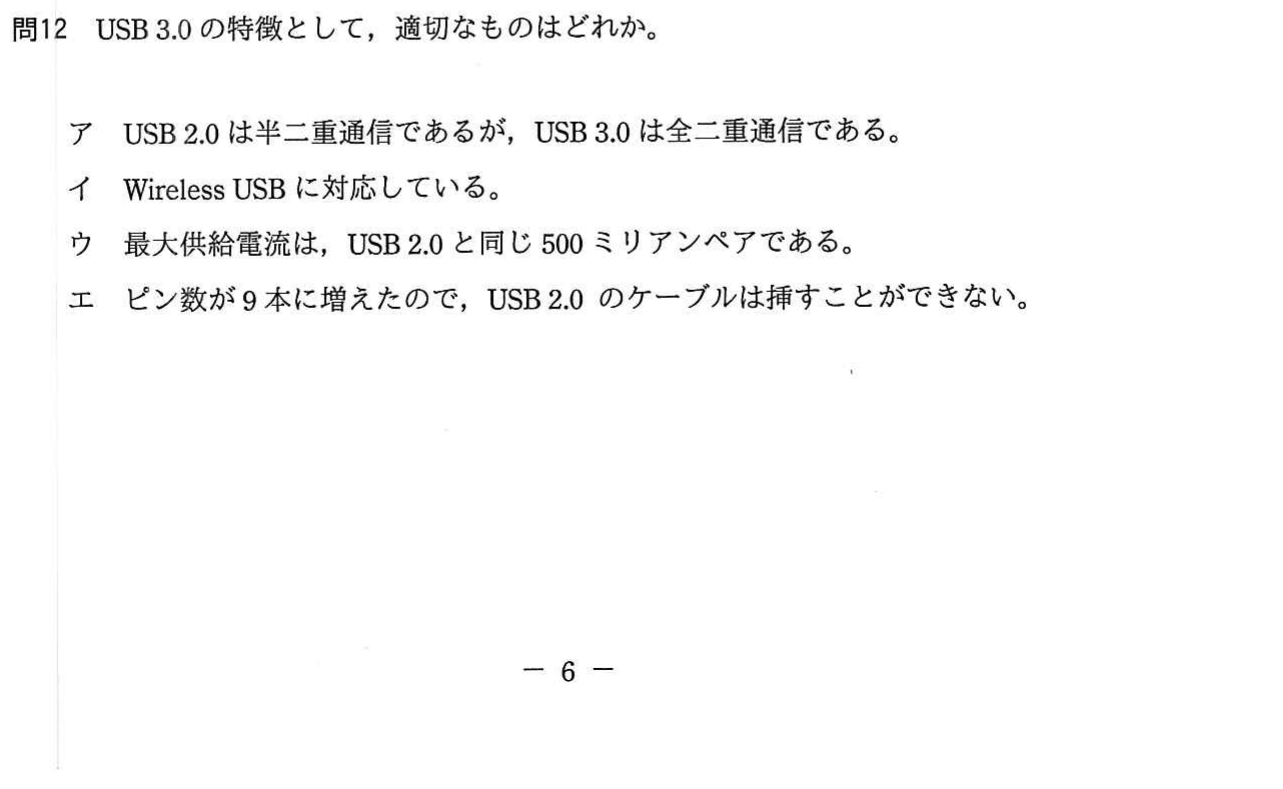 問12 USB 3.0 の特徴として，適切なものはどれか。
ア USB 2.0 は半二重通信であるが，USB 3.0 は全二重通信である。
イ Wireless USB に対応している。
ウ 最大供給電流は，USB 2.0 と同じ 500 ミリアンペアである。
エ ピン数が 9 本に増えたので，USB 2.0 のケーブルは挿すことができない。
― 6 ―